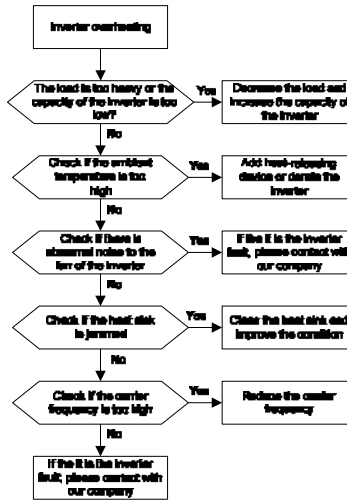 Inverter overheating
The load is too heavy or the
capacity of the inverter is too
low?
Yes
Decrease the load and
increase the capacity of
the inverter
No
Check if the ambient
temperature is too
high
Yes
Add heat-releasing
device or derate the
inverter
No
Check if there is
abnormal noise to the
fan of the inverter
Yes
If the it is the inverter
fault, please contact with
our company
No
Check if the heat sink
is jammed
You
Clear the heat sink and
improve the condition
No
Check if the carrier
frequency is too high
Yes
Reduce the carrier
frequency
No
If the it is the inverter
fault, please contact with
our company